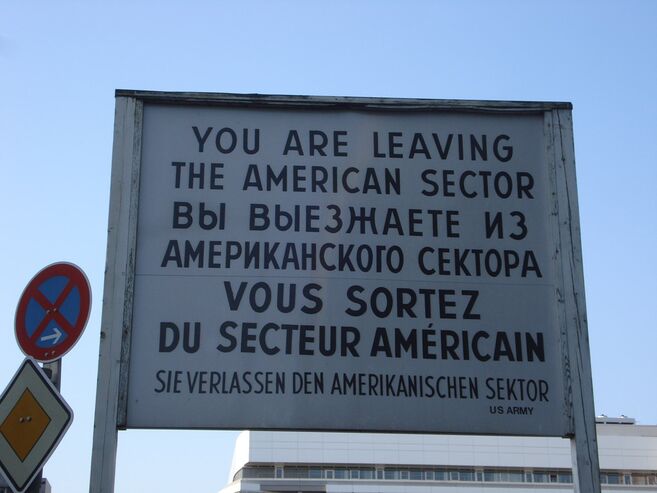 YOU ARE LEAVING
THE AMERICAN SECTOR
ВЫ ВЫЕЗЖАЕТЕ ИЗ
АМЕРИКАНСКОГО СЕКТОРА
VOUS SORTEZ
DU SECTEUR AMÉRICAIN
SIE VERLASSEN DEN AMERIKANISCHEN SEKTOR
US ARMY